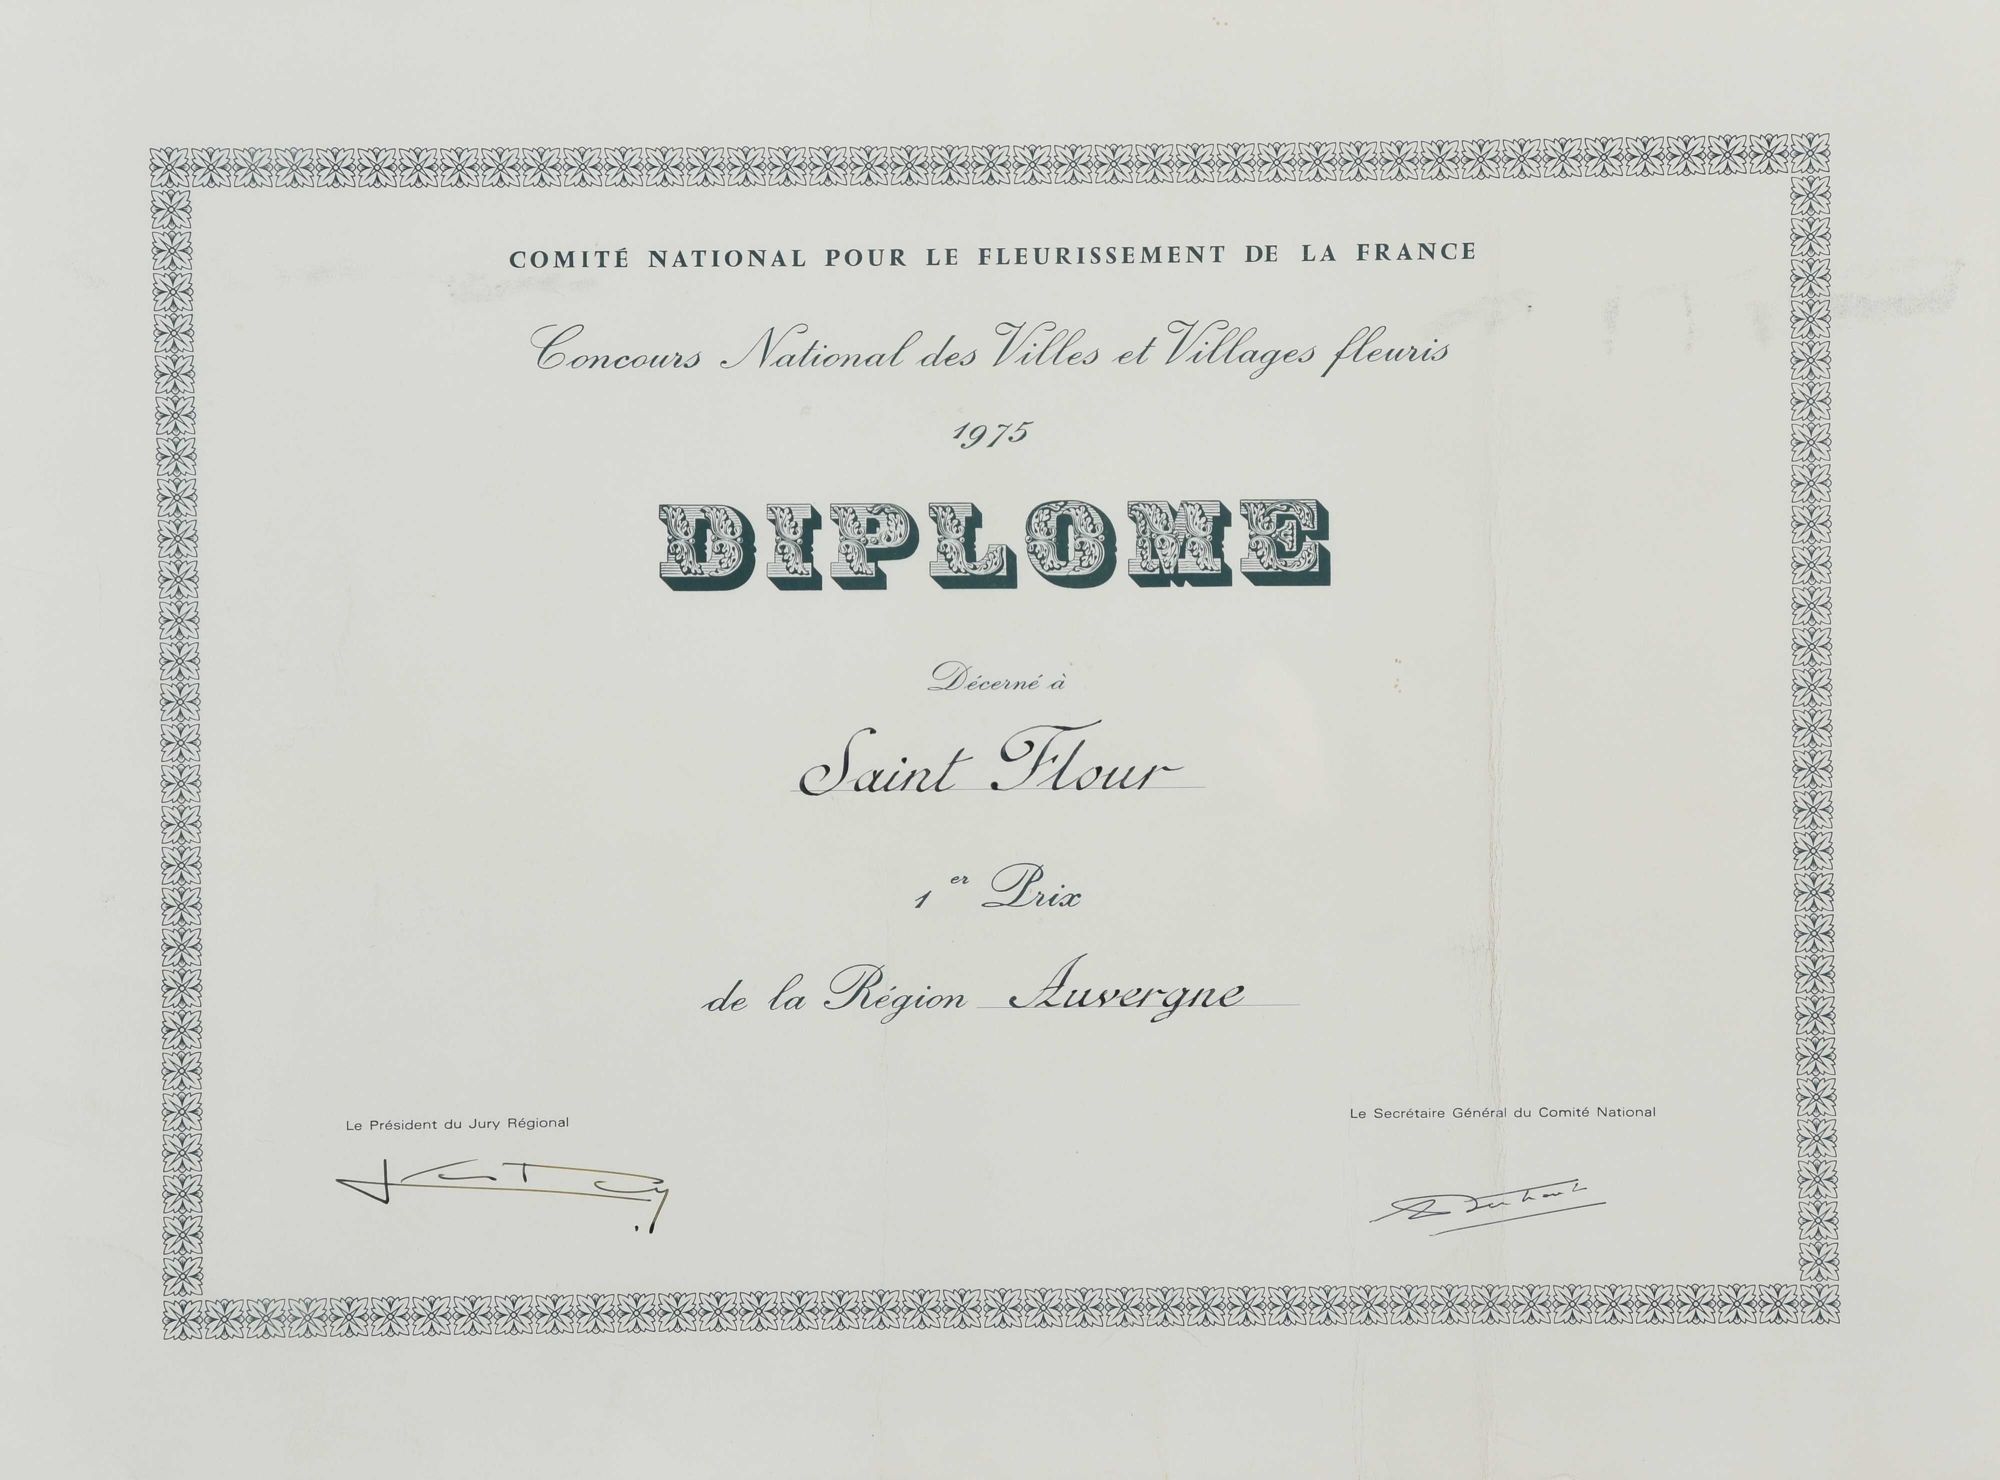 COMITÉ NATIONAL POUR LE FLEURISSEMENT DE LA FRANCE
Concours National des Villes et Villages fleuris
1975
DIPLOME
Décerné à
Saint Flour
1er Prix
de la Région Auvergne
Le Président du Jury Régional
Le Secrétaire Général du Comité National